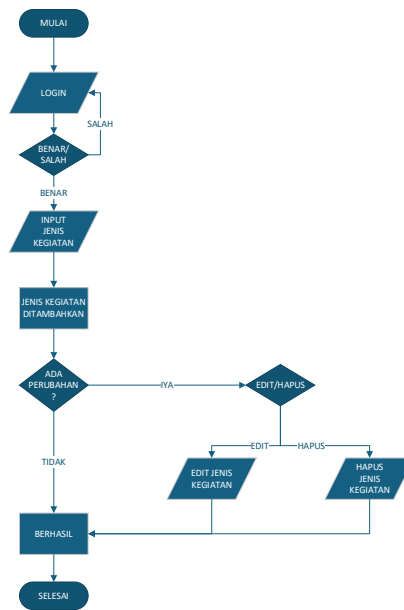 MULAI
LOGIN
SALAH
BENAR/
SALAH
BENAR
INPUT
JENIS
KEGIATAN
JENIS KEGIATAN
DITAMBAHKAN
ADA
PERUBAHAN
?
IYA
EDIT/HAPUS
EDIT
HAPUS
TIDAK
EDIT JENIS
KEGIATAN
HAPUS
JENIS
KEGIATAN
BERHASIL
SELESAI